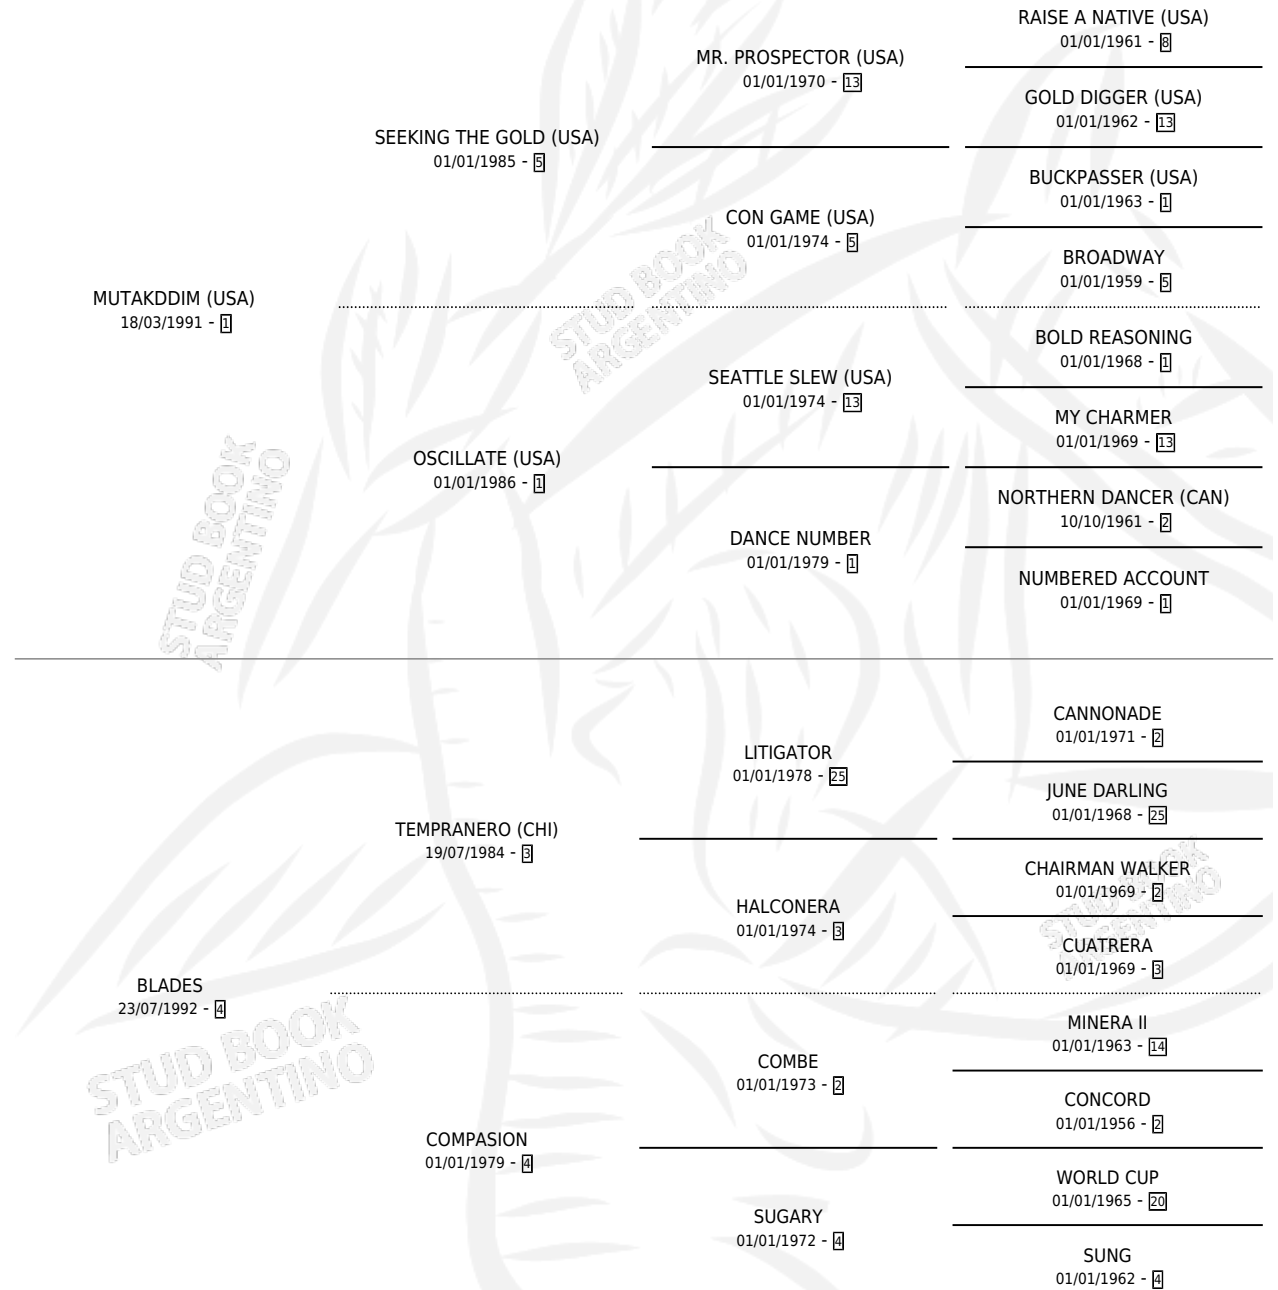 RAISE A NATIVE (USA)
01/01/1961 - 8
MR. PROSPECTOR (USA)
01/01/1970 - 13
GOLD DIGGER (USA)
01/01/1962 - 13
SEEKING THE GOLD (USA)
01/01/1985 - 5
BUCKPASSER (USA)
01/01/1963 - 1
CON GAME (USA)
01/01/1974 - 5
BROADWAY
01/01/1959 - 5
MUTAKDDIM (USA)
18/03/1991 - 1
BOLD REASONING
01/01/1968 - 1
SEATTLE SLEW (USA)
01/01/1974 - 13
MY CHARMER
01/01/1969 - 13
OSCILLATE (USA)
01/01/1986 - 1
NORTHERN DANCER (CAN)
10/10/1961 - 2
DANCE NUMBER
01/01/1979 - 1
NUMBERED ACCOUNT
01/01/1969 - 1
CANNONADE
01/01/1971 - 2
LITIGATOR
01/01/1978 - 25
JUNE DARLING
01/01/1968 - 25
TEMPRANERO (CHI)
19/07/1984 - 3
CHAIRMAN WALKER
01/01/1969 - 2
HALCONERA
01/01/1974 - 3
CUATRERA
01/01/1969 - 3
BLADES
23/07/1992 - 4
MINERA II
01/01/1963 - 14
COMBE
01/01/1973 - 2
CONCORD
01/01/1956 - 2
COMPASION
01/01/1979 - 4
WORLD CUP
01/01/1965 - 20
SUGARY
01/01/1972 - 4
SUNG
01/01/1962 - 4
STUD BOOK
ARGENTINO
STUD BOOK
ARGENTINO
STUD BOOK
ARGENTINO
STUD BOOK
ARGENTINO